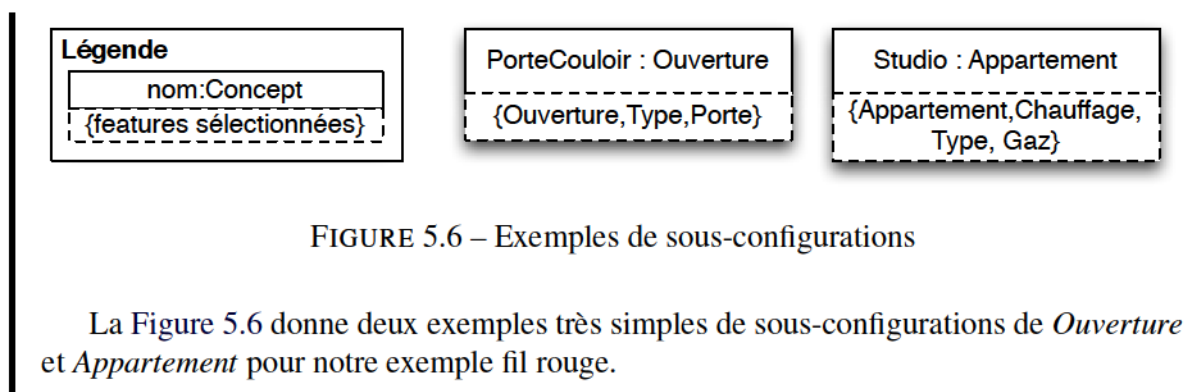 Légende
nom:Concept
{features sélectionnées}
PorteCouloir : Ouverture
{Ouverture,Type,Porte}
Studio : Appartement
{Appartement,Chauffage,
Type, Gaz}
FIGURE 5.6 – Exemples de sous-configurations
La Figure 5.6 donne deux exemples très simples de sous-configurations de Ouverture
et Appartement pour notre exemple fil rouge.